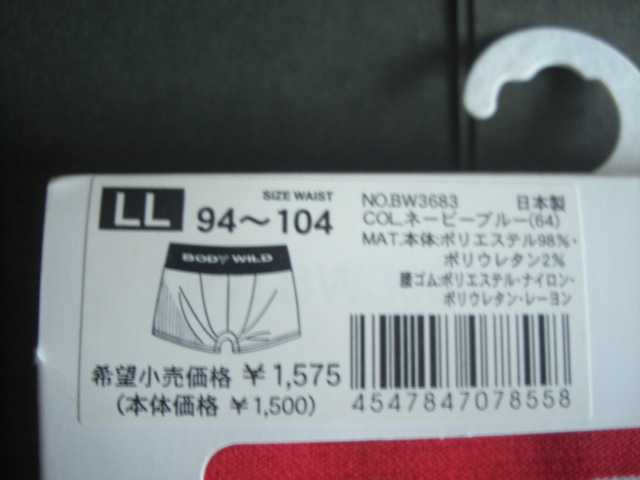 LL
SIZE WAIST
94～104
BODY WILD
希望小売価格 ￥1,575
(本体価格 ￥1,500)
NO.BW3683 日本製
COL.ネービーブルー(64)
MAT.本体:ポリエステル98%・
ポリウレタン2%
腰ゴム:ポリエステル・ナイロン・
ポリウレタン・レーヨン
4547847078558